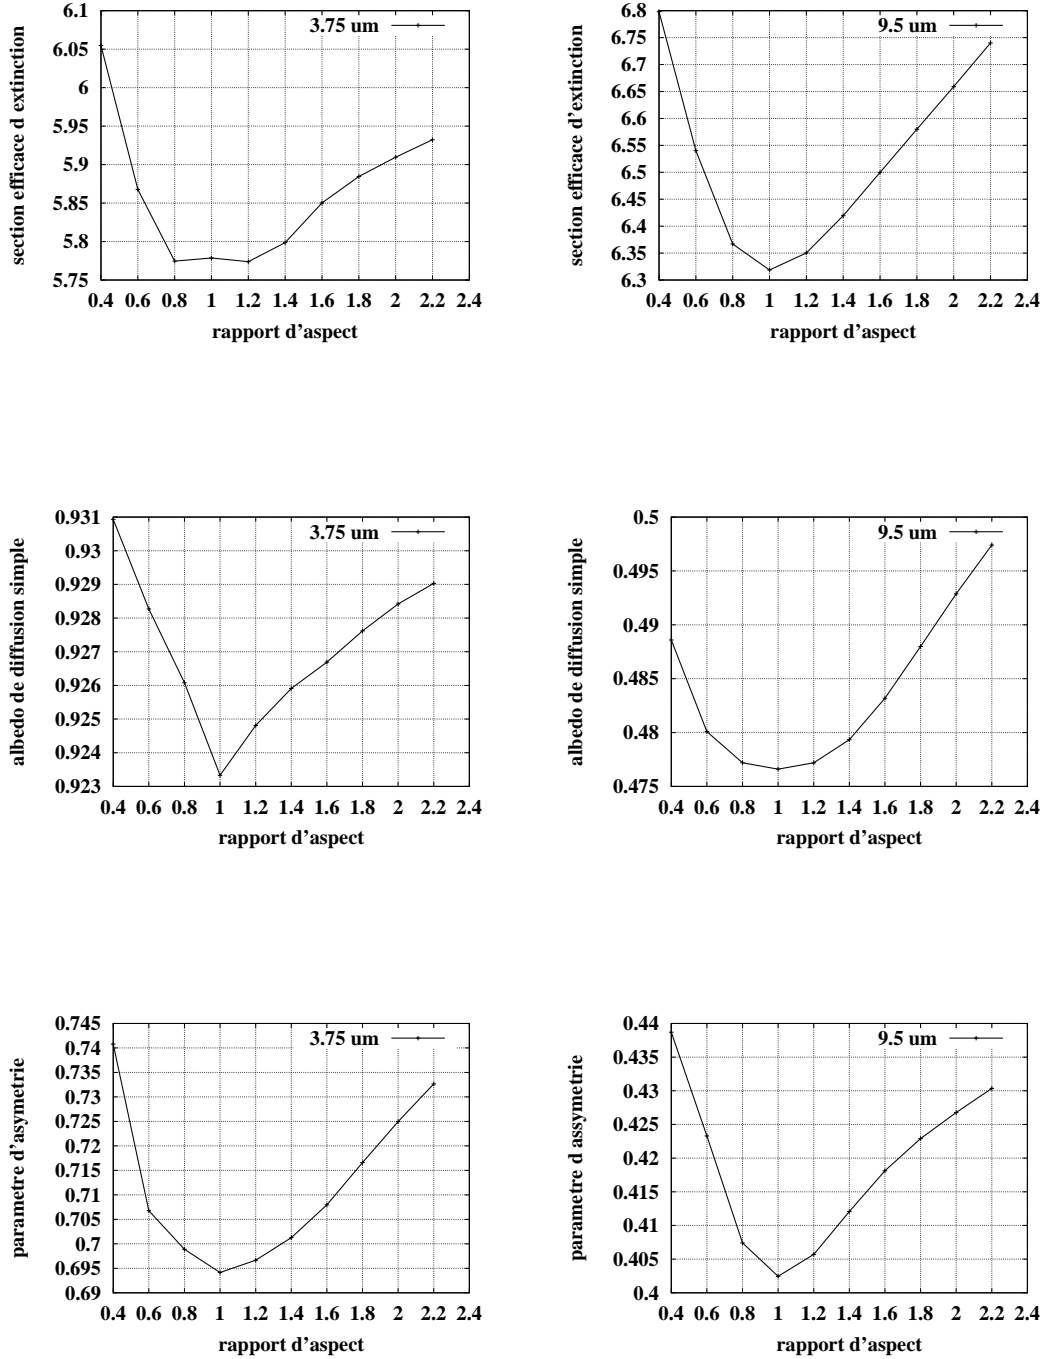 6.1
6.05
6
5.95
5.9
5.85
5.8
5.75
section efficace d extinction
3.75 um
0.4 0.6 0.8 1 1.2 1.4 1.6 1.8 2 2.2 2.4
rapport d'aspect
6.8
6.75
6.7
6.65
6.6
6.55
6.5
6.45
6.4
6.35
6.3
section efficace d'extinction
9.5 um
0.4 0.6 0.8 1 1.2 1.4 1.6 1.8 2 2.2 2.4
rapport d'aspect
0.931
0.93
0.929
0.928
0.927
0.926
0.925
0.924
0.923
albedo de diffusion simple
3.75 um
0.4 0.6 0.8 1 1.2 1.4 1.6 1.8 2 2.2 2.4
rapport d'aspect
0.5
0.495
0.49
0.485
0.48
0.475
albedo de diffusion simple
9.5 um
0.4 0.6 0.8 1 1.2 1.4 1.6 1.8 2 2.2 2.4
rapport d'aspect
0.745
0.74
0.735
0.73
0.725
0.72
0.715
0.71
0.705
0.7
0.695
0.69
parametre d'asymetrie
3.75 um
0.4 0.6 0.8 1 1.2 1.4 1.6 1.8 2 2.2 2.4
rapport d'aspect
0.44
0.435
0.43
0.425
0.42
0.415
0.41
0.405
0.4
parametre d assymetrie
9.5 um
0.4 0.6 0.8 1 1.2 1.4 1.6 1.8 2 2.2 2.4
rapport d'aspect